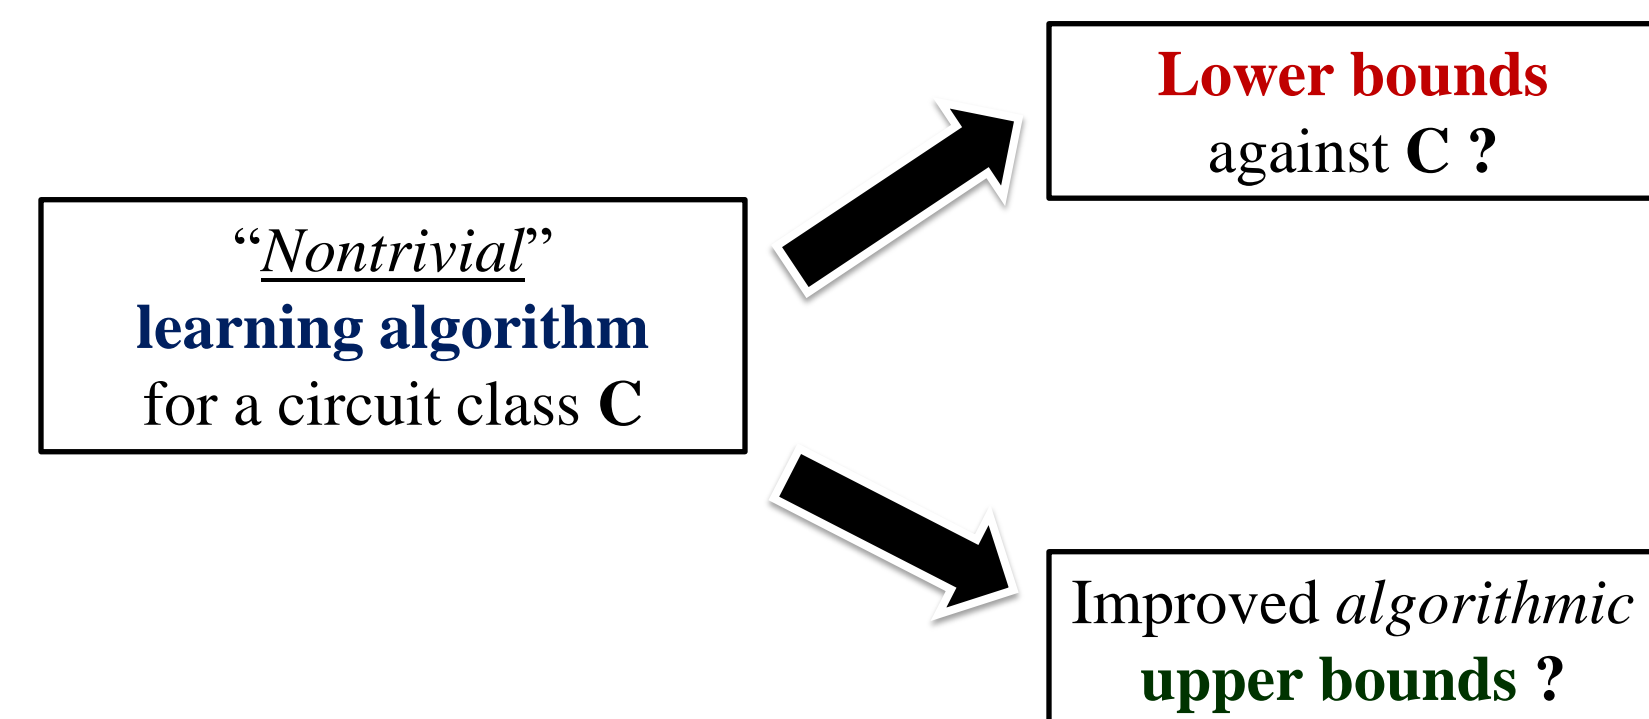 “Nontrivial”
learning algorithm
for a circuit class C
Lower bounds
against C ?
Improved algorithmic
upper bounds ?